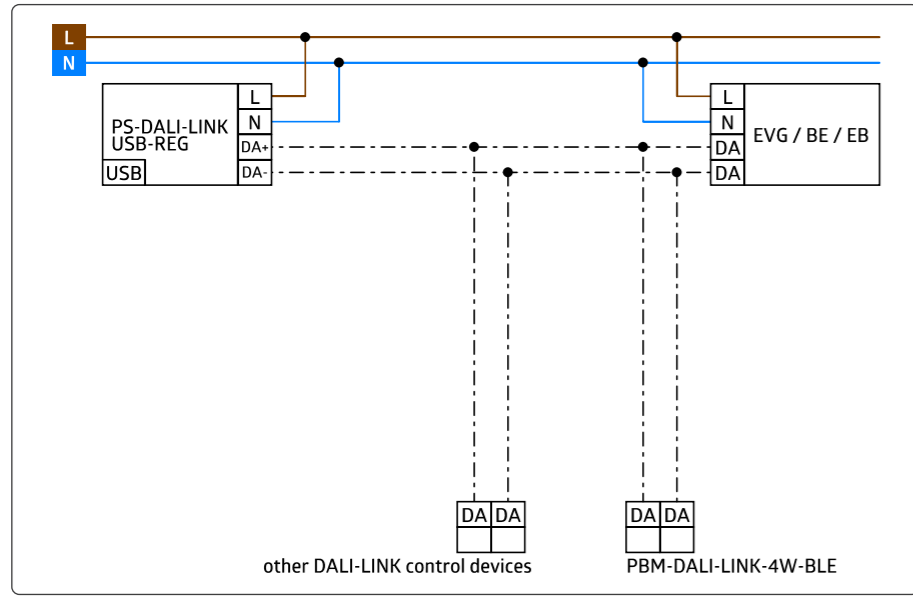 L
N
PS-DALI-LINK
USB-REG
USB
L
N
DA+
DA-
L
N
DA
DA
EVG / BE / EB
DA DA
other DALI-LINK control devices
DA DA
PBM-DALI-LINK-4W-BLE